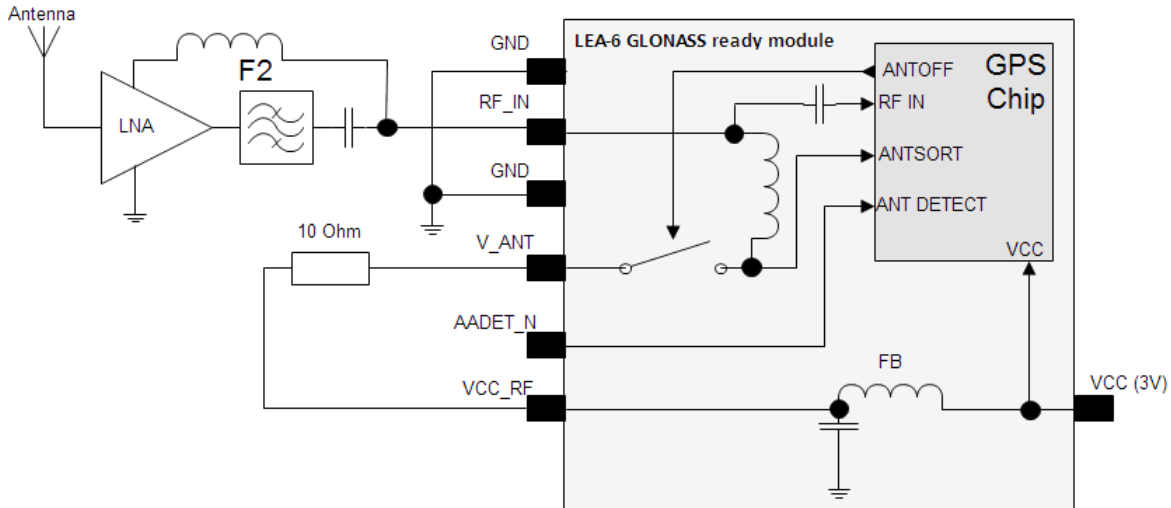 Antenna
LNA
F2
GND
RF_IN
GND
10 Ohm
V_ANT
AADET_N
VCC_RF
LEA-6 GLONASS ready module
ANTOFF
GPS
Chip
RF IN
ANTSORT
ANT DETECT
VCC
FB
VCC (3V)